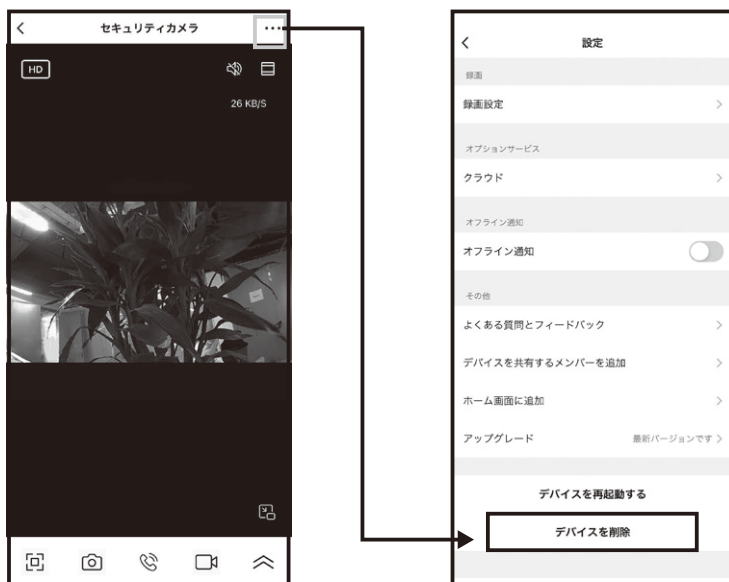 セキュリティカメラ
HD
26 KB/S
設定
録画
録画設定
オプションサービス
クラウド
オフライン通知
オフライン通知
その他
よくある質問とフィードバック
デバイスを共有するメンバーを追加
ホーム画面に追加
アップグレード 最新バージョンです
デバイスを再起動する
デバイスを削除